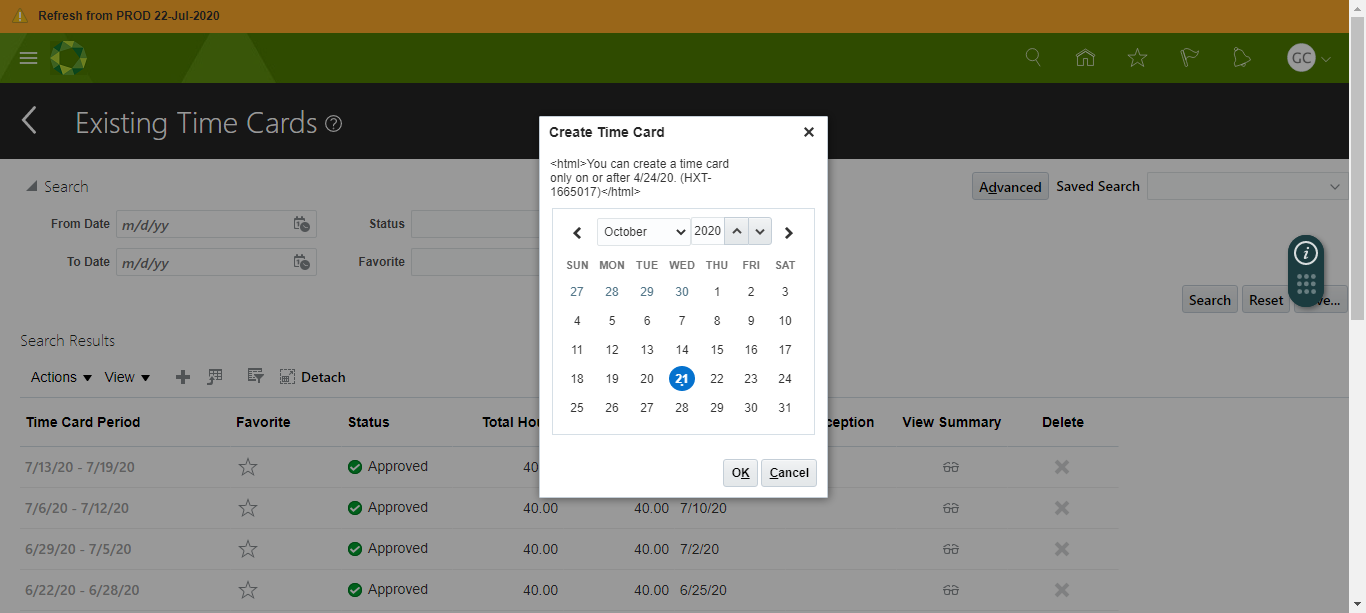 Refresh from PROD 22-Jul-2020
GC
Existing Time Cards ?
Search
Advanced Saved Search
From Date m/d/yy Status
To Date m/d/yy Favorite
Search Reset ve...
Search Results
Actions View Detach
Time Card Period Favorite Status Total Hou ception View Summary Delete
7/13/20 - 7/19/20 Approved 40
7/6/20 - 7/12/20 Approved 40.00 40.00 7/10/20
6/29/20 - 7/5/20 Approved 40.00 40.00 7/2/20
6/22/20 - 6/28/20 Approved 40.00 40.00 6/25/20
Create Time Card
<html>You can create a time card
only on or after 4/24/20. (HXT-
1665017)</html>
October 2020
SUN MON TUE WED THU FRI SAT
27 28 29 30 1 2 3
4 5 6 7 8 9 10
11 12 13 14 15 16 17
18 19 20 21 22 23 24
25 26 27 28 29 30 31
OK Cancel